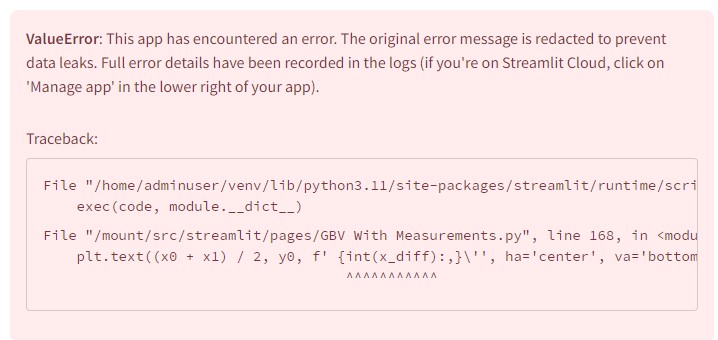 ValueError: This app has encountered an error. The original error message is redacted to prevent
data leaks. Full error details have been recorded in the logs (if you're on Streamlit Cloud, click on
'Manage app' in the lower right of your app).
Traceback:
File "/home/adminuser/venv/lib/python3.11/site-packages/streamlit/runtime/scri
    exec(code, module.__dict__)
File "/mount/src/streamlit/pages/GBV With Measurements.py", line 168, in <modu
    plt.text((x0 + x1) / 2, y0, f' {int(x_diff):,}\'', ha='center', va='bottom
                                    ^^^^^^^^^^^